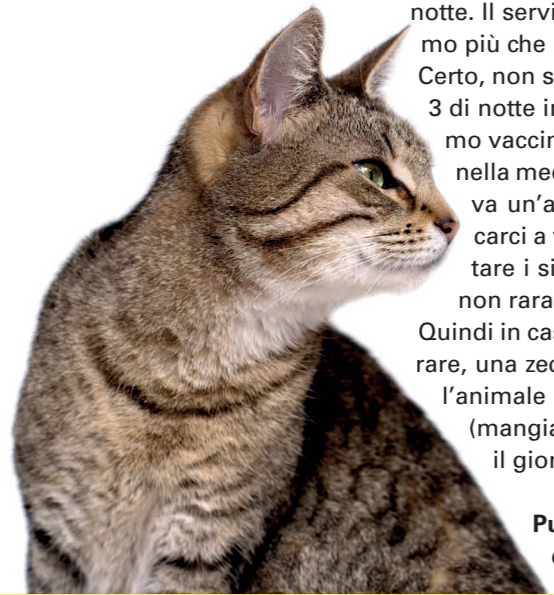 notte. Il servi
mo più che
Certo, non s
3 di notte in
mo vaccin
nella med
va un'a
carci a
tare i si
non rara
Quindi in cas
rare, una zec
l'animale
(mangia
il gior
Pu